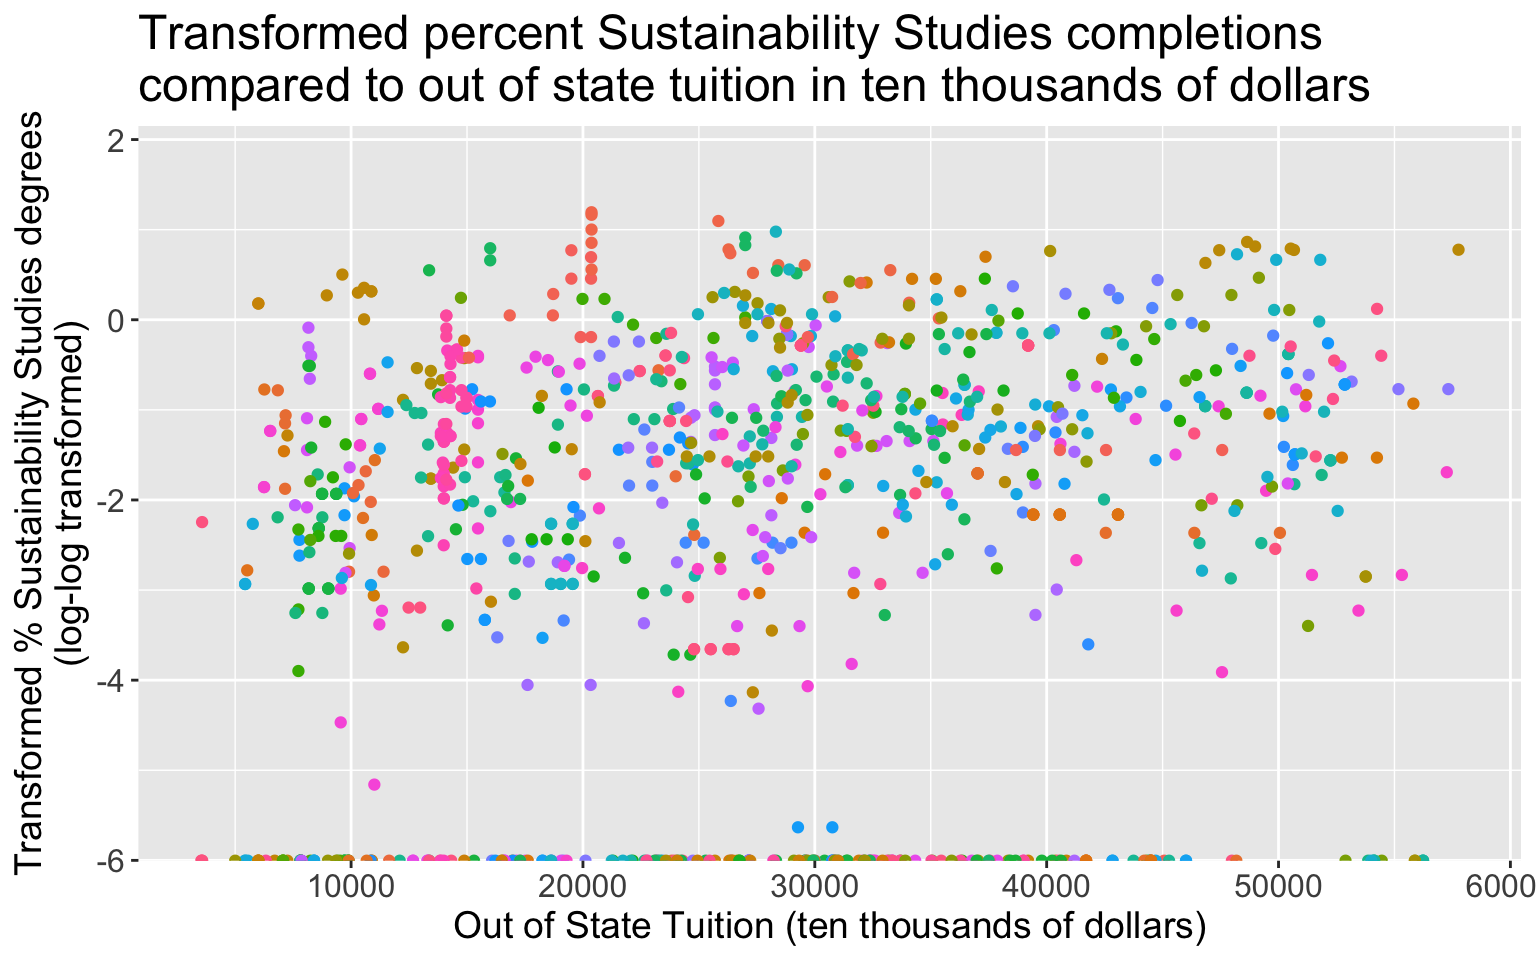 Transformed percent Sustainability Studies completions
compared to out of state tuition in ten thousands of dollars
Transformed % Sustainability Studies degrees
(log-log transformed)
2
0
-2
-4
-6
10000 20000 30000 40000 50000 6000
Out of State Tuition (ten thousands of dollars)